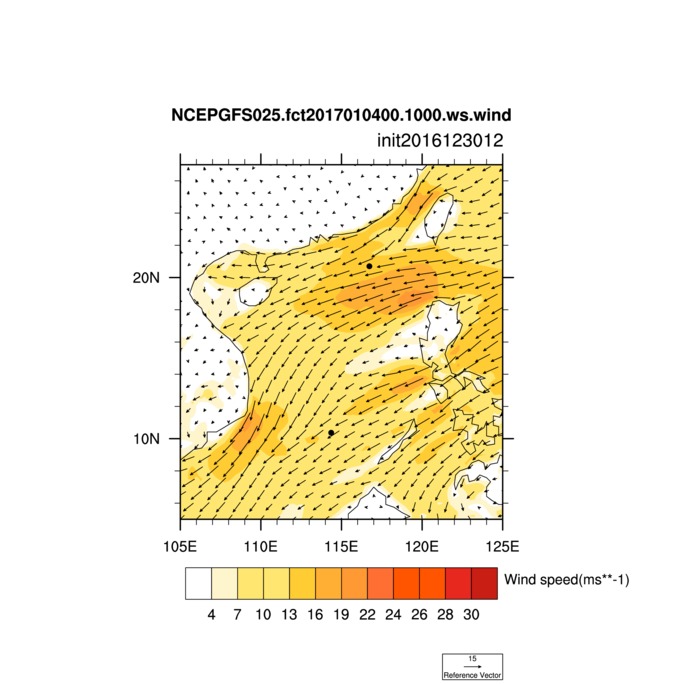 NCEPGFS025.fct2017010400.1000.ws.wind
init2016123012
20N
10N
105E 110E 115E 120E 125E
Wind speed(ms**-1)
4 7 10 13 16 19 22 24 26 28 30
15
Reference Vector